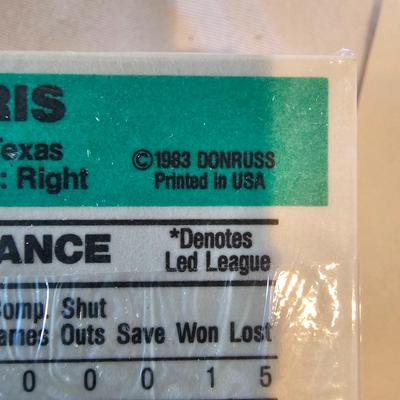 RIS
Texas
: Right
©1983 DONRUSS
Printed in USA
ANCE
*Denotes
Led League
Comp. Shut
Games Outs Save Won Lost
0 0 0 1 5